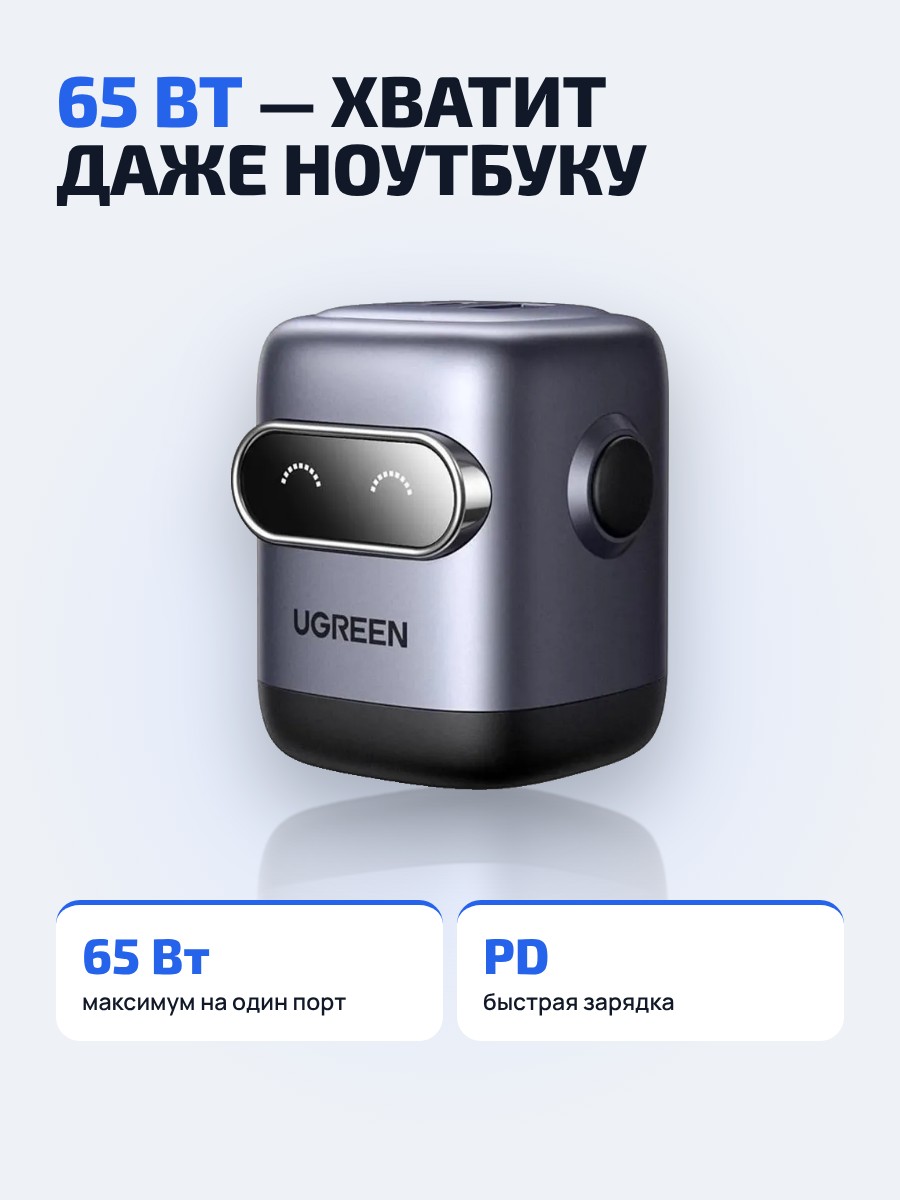 65 ВТ — ХВАТИТ
ДАЖЕ НОУТБУКУ
UGREEN
65 Вт
максимум на один порт
PD
быстрая зарядка